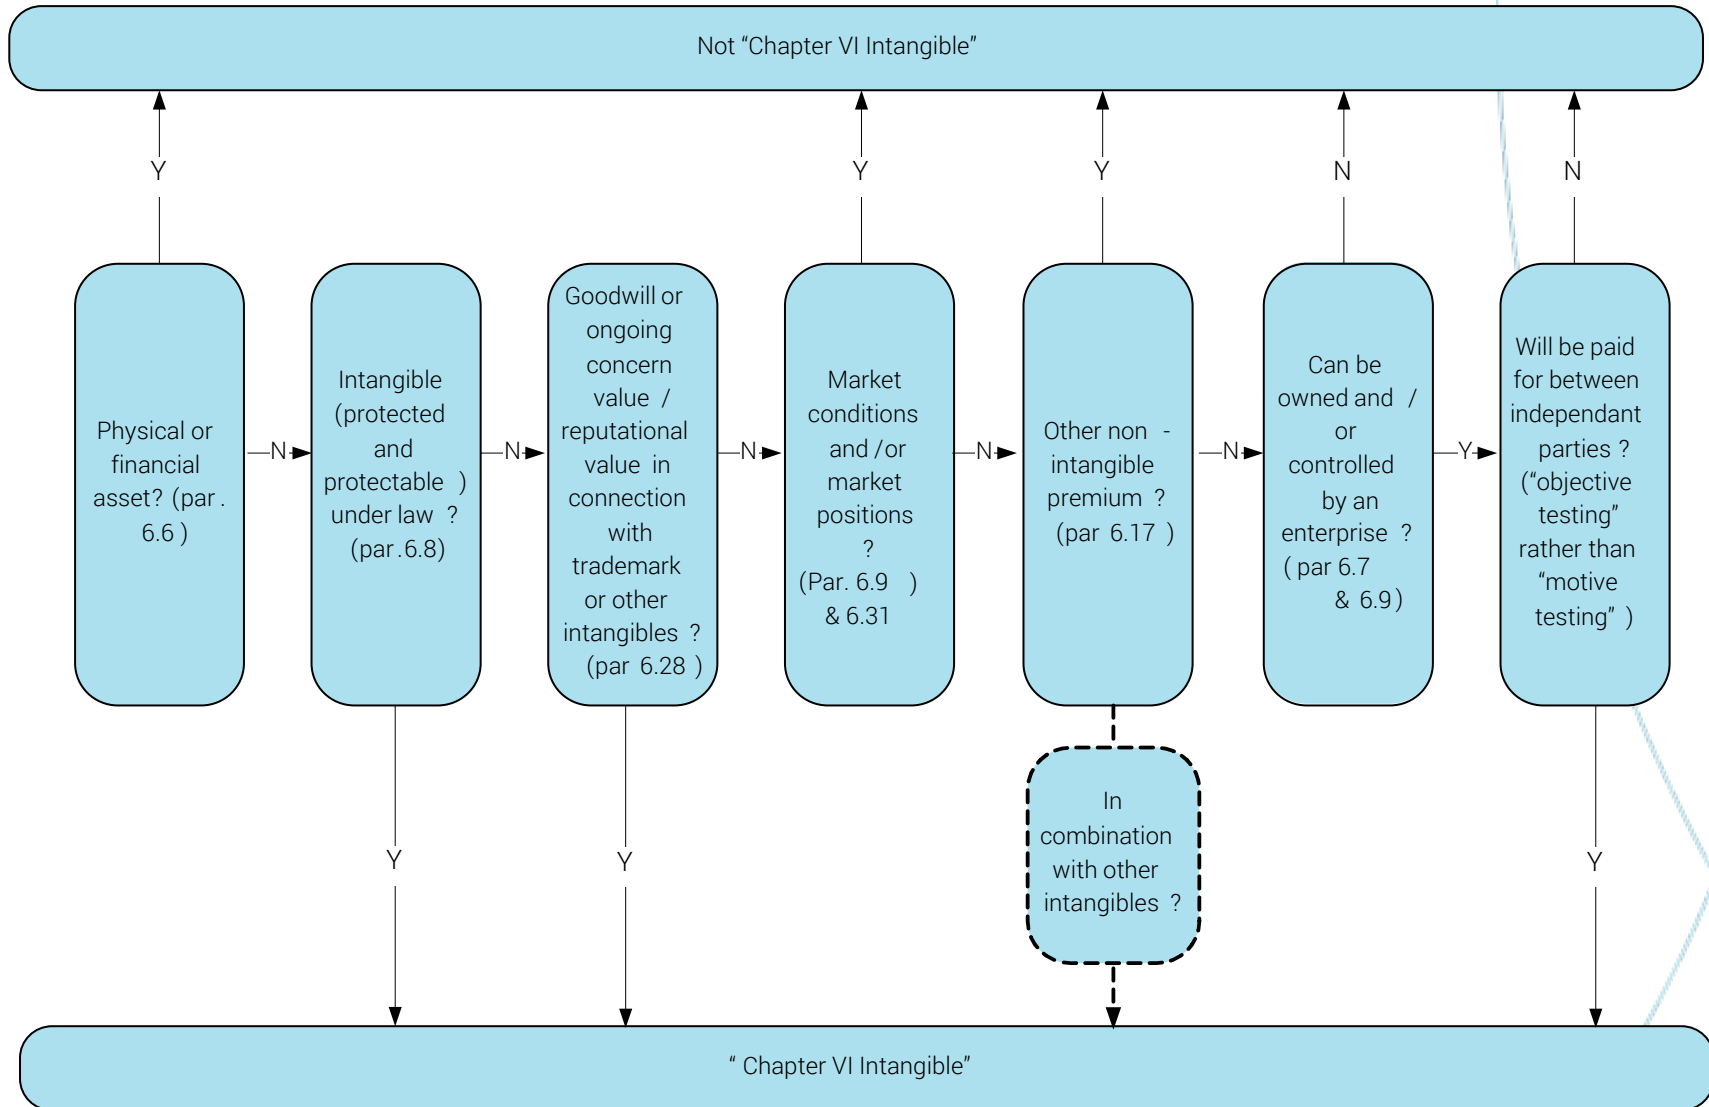 Not “Chapter VI Intangible”
Y
Y
Y
N
N
Physical or
financial
asset? (par.
6.6 )
N
Intangible
(protected
and
protectable )
under law ?
(par.6.8)
N
Goodwill or
ongoing
concern
value /
reputational
value in
connection
with
trademark
or other
intangibles ?
(par 6.28 )
N
Market
conditions
and /or
market
positions
?
(Par. 6.9 )
& 6.31
N
Other non -
intangible
premium ?
(par 6.17 )
N
Can be
owned and /
or
controlled
by an
enterprise ?
( par 6.7
& 6.9)
Y
Will be paid
for between
independant
parties ?
(“objective
testing”
rather than
“motive
testing” )
In
combination
with other
intangibles ?
Y
Y
Y
“ Chapter VI Intangible”